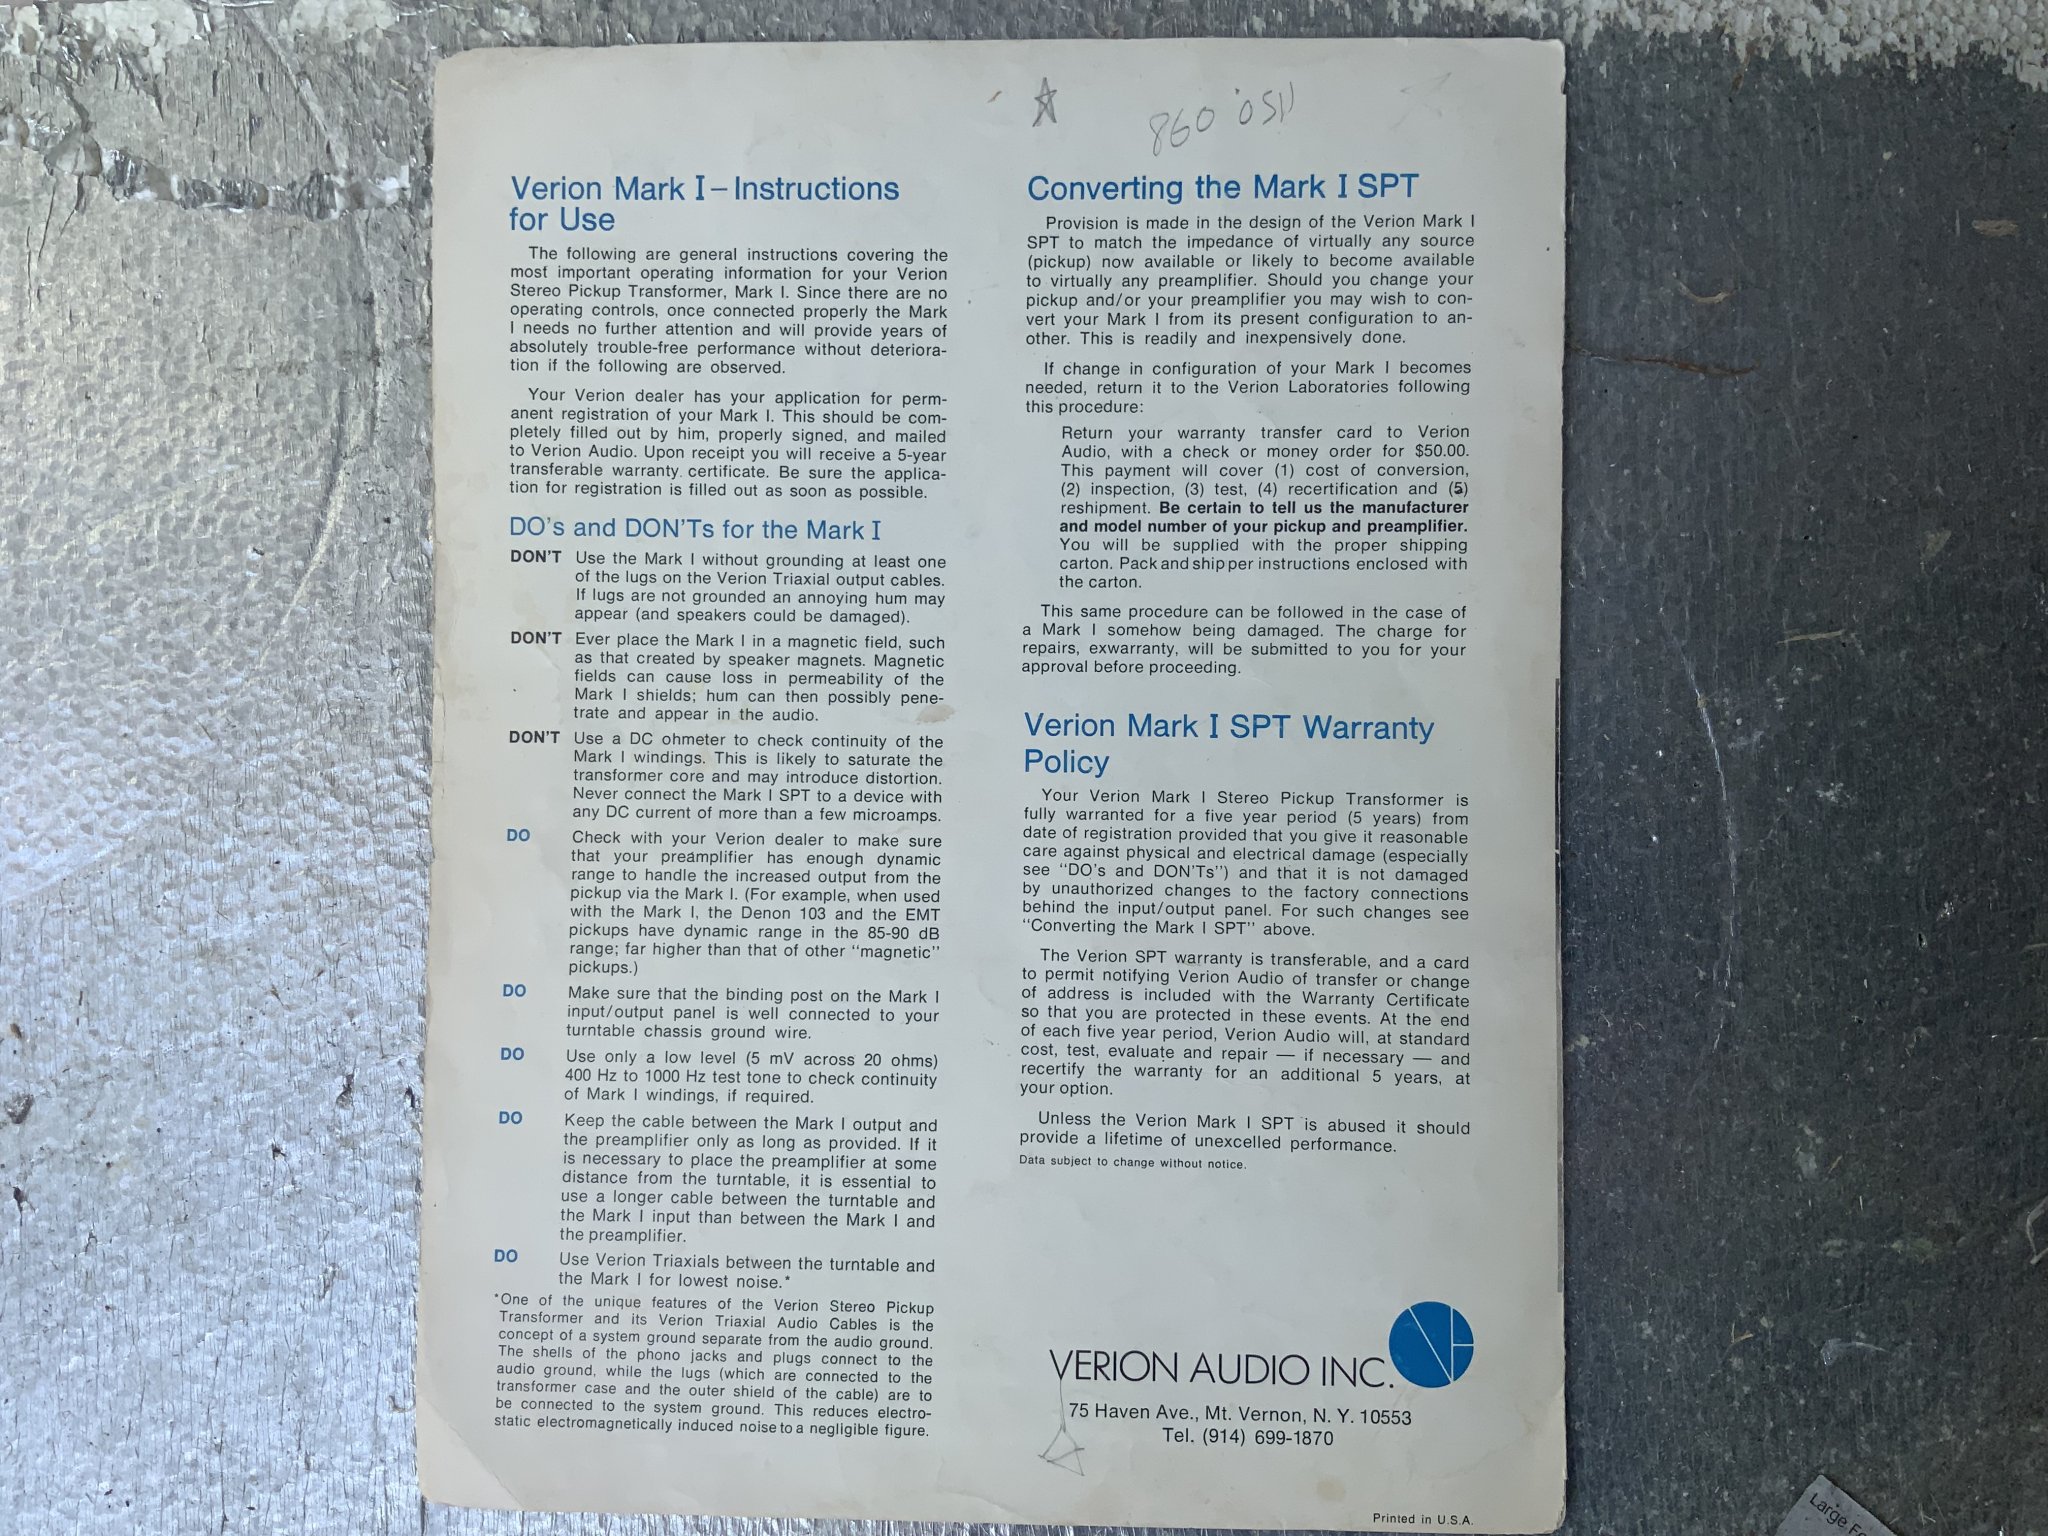 860 0511
Verion Mark I – Instructions
for Use
The following are general instructions covering the
most important operating information for your Verion
Stereo Pickup Transformer, Mark I. Since there are no
operating controls, once connected properly the Mark
I needs no further attention and will provide years of
absolutely trouble-free performance without deteriora-
tion if the following are observed.
Your Verion dealer has your application for perm-
anent registration of your Mark I. This should be com-
pletely filled out by him, properly signed, and mailed
to Verion Audio. Upon receipt you will receive a 5-year
transferable warranty certificate. Be sure the applica-
tion for registration is filled out as soon as possible.
DO's and DON'Ts for the Mark I
DON'T Use the Mark I without grounding at least one
of the lugs on the Verion Triaxial output cables.
If lugs are not grounded an annoying hum may
appear (and speakers could be damaged).
DON'T Ever place the Mark I in a magnetic field, such
as that created by speaker magnets. Magnetic
fields can cause loss in permeability of the
Mark I shields; hum can then possibly pene-
trate and appear in the audio.
DON'T Use a DC ohmeter to check continuity of the
Mark I windings. This is likely to saturate the
transformer core and may introduce distortion.
Never connect the Mark I SPT to a device with
any DC current of more than a few microamps.
DO Check with your Verion dealer to make sure
that your preamplifier has enough dynamic
range to handle the increased output from the
pickup via the Mark I. (For example, when used
with the Mark I, the Denon 103 and the EMT
pickups have dynamic range in the 85-90 dB
range; far higher than that of other "magnetic"
pickups.)
DO Make sure that the binding post on the Mark I
input/output panel is well connected to your
turntable chassis ground wire.
DO Use only a low level (5 mV across 20 ohms)
400 Hz to 1000 Hz test tone to check continuity
of Mark I windings, if required.
DO Keep the cable between the Mark I output and
the preamplifier only as long as provided. If it
is necessary to place the preamplifier at some
distance from the turntable, it is essential to
use a longer cable between the turntable and
the Mark I input than between the Mark I and
the preamplifier.
DO Use Verion Triaxials between the turntable and
the Mark I for lowest noise.*
*One of the unique features of the Verion Stereo Pickup
Transformer and its Verion Triaxial Audio Cables is the
concept of a system ground separate from the audio ground.
The shells of the phono jacks and plugs connect to the
audio ground, while the lugs (which are connected to the
transformer case and the outer shield of the cable) are to
be connected to the system ground. This reduces electro-
static electromagnetically induced noise to a negligible figure.
Converting the Mark I SPT
Provision is made in the design of the Verion Mark I
SPT to match the impedance of virtually any source
(pickup) now available or likely to become available
to virtually any preamplifier. Should you change your
pickup and/or your preamplifier you may wish to con-
vert your Mark I from its present configuration to an-
other. This is readily and inexpensively done.
If change in configuration of your Mark I becomes
needed, return it to the Verion Laboratories following
this procedure:
Return your warranty transfer card to Verion
Audio, with a check or money order for $50.00.
This payment will cover (1) cost of conversion,
(2) inspection, (3) test, (4) recertification and (5)
reshipment. Be certain to tell us the manufacturer
and model number of your pickup and preamplifier.
You will be supplied with the proper shipping
carton. Pack and ship per instructions enclosed with
the carton.
This same procedure can be followed in the case of
a Mark I somehow being damaged. The charge for
repairs, exwarranty, will be submitted to you for your
approval before proceeding.
Verion Mark I SPT Warranty
Policy
Your Verion Mark I Stereo Pickup Transformer is
fully warranted for a five year period (5 years) from
date of registration provided that you give it reasonable
care against physical and electrical damage (especially
see "DO's and DON'Ts") and that it is not damaged
by unauthorized changes to the factory connections
behind the input/output panel. For such changes see
"Converting the Mark I SPT" above.
The Verion SPT warranty is transferable, and a card
to permit notifying Verion Audio of transfer or change
of address is included with the Warranty Certificate
so that you are protected in these events. At the end
of each five year period, Verion Audio will, at standard
cost, test, evaluate and repair — if necessary — and
recertify the warranty for an additional 5 years, at
your option.
Unless the Verion Mark I SPT is abused it should
provide a lifetime of unexcelled performance.
Data subject to change without notice.
VERION AUDIO INC.
75 Haven Ave., Mt. Vernon, N. Y. 10553
Tel. (914) 699-1870
Printed in U.S.A.
Large